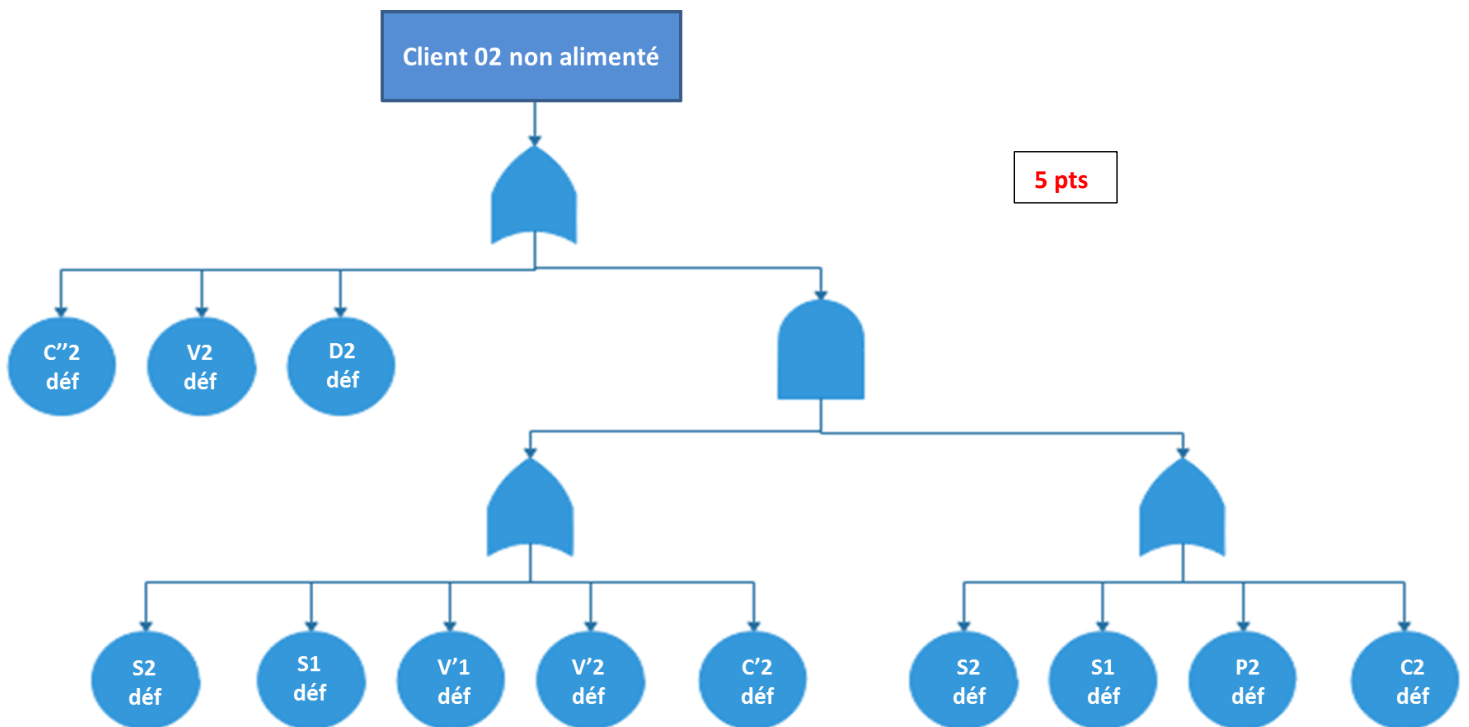 Client 02 non alimenté
5 pts
C’’2
déf
V2
déf
D2
déf
S2
déf
S1
déf
V’1
déf
V’2
déf
C’2
déf
S2
déf
S1
déf
P2
déf
C2
déf